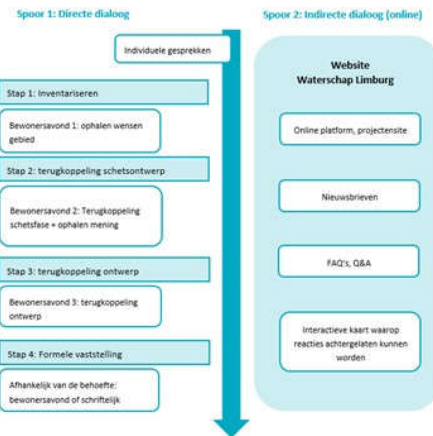 Spoor 1: Directe dialoog
Individuele gesprekken
Stap 1: Inventariseren
Bewonersavond 1: ophalen wensen
gebied
Stap 2: terugkoppeling schetsontwerp
Bewonersavond 2: Terugkoppeling
schetsfase + ophalen mening
Stap 3: terugkoppeling ontwerp
Bewonersavond 3: terugkoppeling
ontwerp
Stap 4: Formele vaststelling
Afhankelijk van de behoefte:
bewonersavond of schriftelijk
Spoor 2: Indirecte dialoog (online)
Website
Waterschap Limburg
Online platform, projectensite
Nieuwsbrieven
FAQ's, Q&A
Interactieve kaart waarop
reacties achtergelaten kunnen
worden